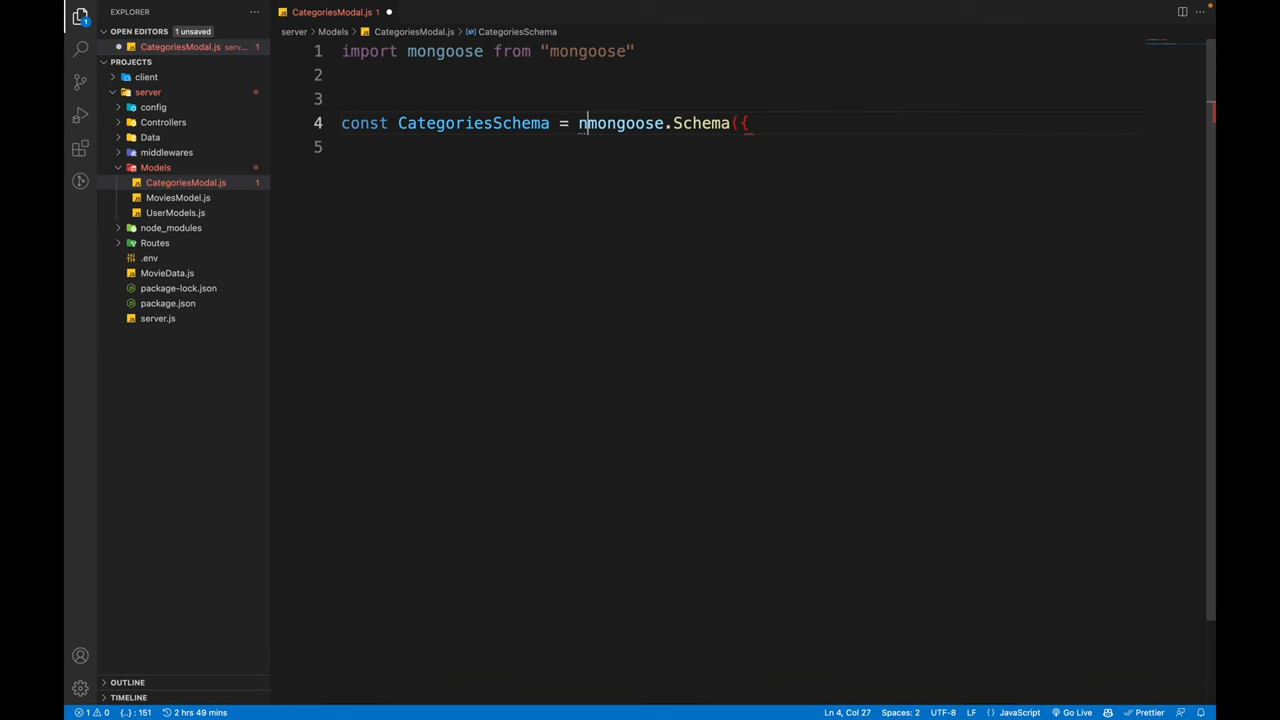 EXPLORER
OPEN EDITORS 1 unsaved
CategoriesModal.js serv... 1
PROJECTS
client
server
config
Controllers
Data
middlewares
Models
CategoriesModal.js 1
MoviesModel.js
UserModels.js
node_modules
Routes
.env
MovieData.js
package-lock.json
package.json
server.js
OUTLINE
TIMELINE
CategoriesModal.js 1
server > Models > CategoriesModal.js > CategoriesSchema
1 import mongoose from "mongoose"
2
3
4 const CategoriesSchema = nmongoose.Schema({
5
1
1 0 {..} : 151 2 hrs 49 mins Ln 4, Col 27 Spaces: 2 UTF-8 LF { } JavaScript Go Live Prettier